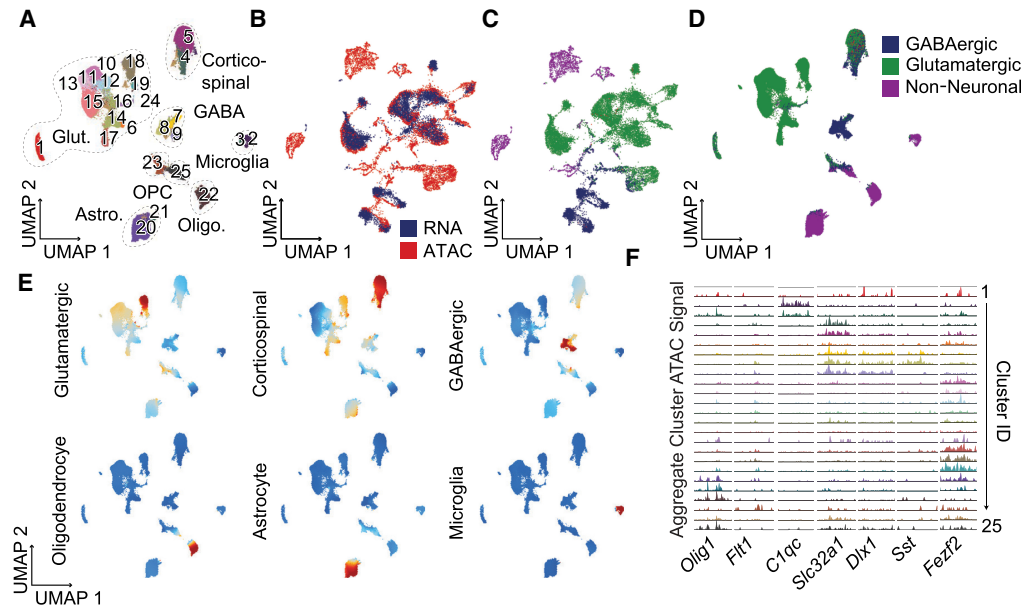 A
B
C
D
5
4
Cortico-
spinal
10
18
13
11
12
19
15
16
24
14
6
17
Glut.
1
GABA
7
8
9
3
2
Microglia
23
25
OPC
22
Oligo.
Astro.
21
20
UMAP 2
UMAP 1
UMAP 2
UMAP 1
RNA
ATAC
UMAP 2
UMAP 1
UMAP 2
UMAP 1
GABAergic
Glutamatergic
Non-Neuronal
E
Glutamatergic
Corticospinal
GABAergic
Oligodendrocye
Astrocyte
Microglia
UMAP 2
UMAP 1
F
Aggregate Cluster ATAC Signal
1
Cluster ID
25
Olig1
Flt1
C1qc
Slc32a1
Dlx1
Sst
Fezf2